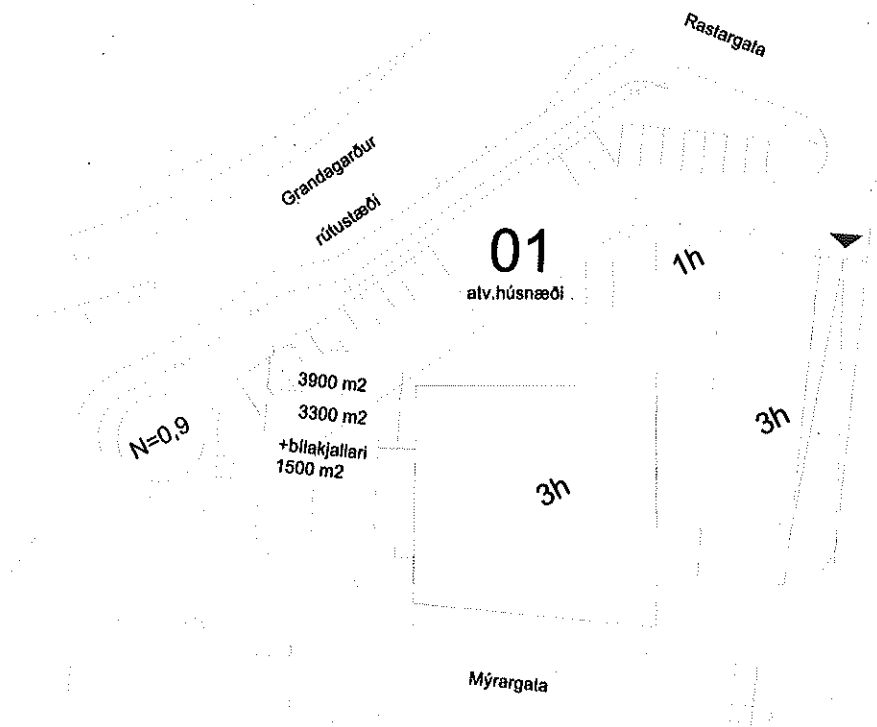 Rastargata
Grandagarður
rútustæði
01
atv.húsnæði
1h
3900 m2
3300 m2
+bílakjallari
1500 m2
N=0,9
3h
3h
Mýrargata